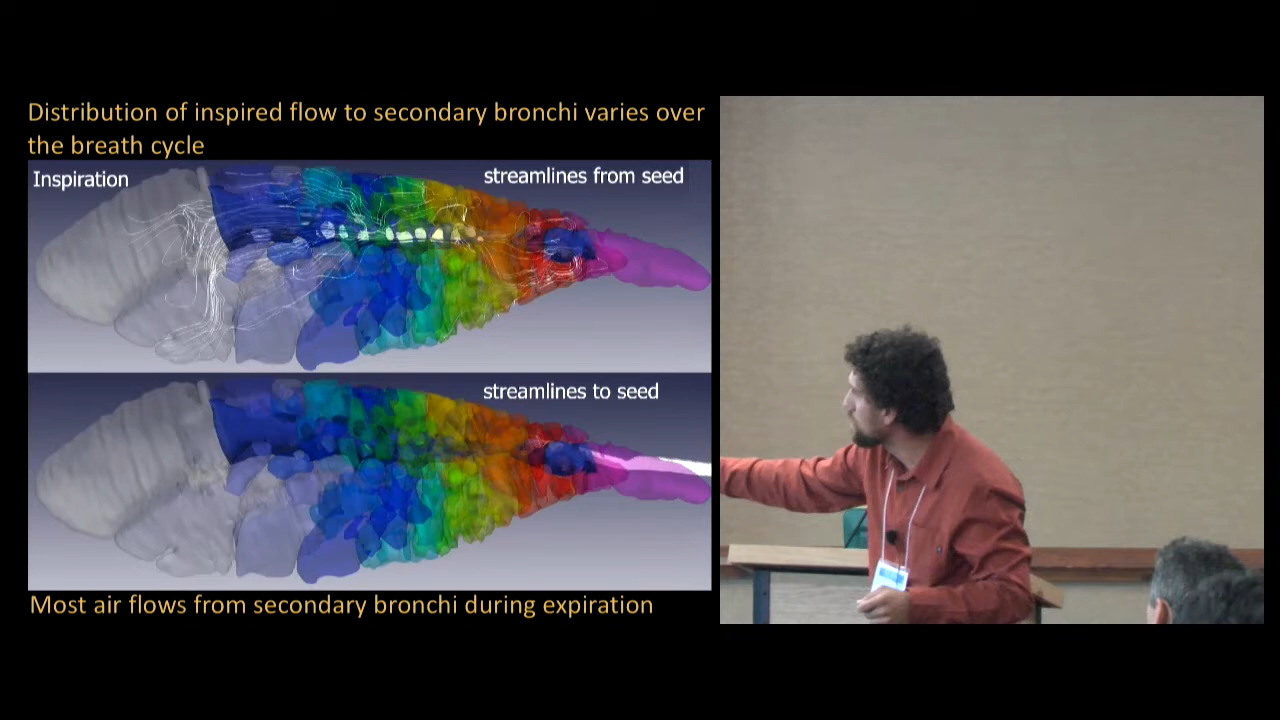 Distribution of inspired flow to secondary bronchi varies over
the breath cycle
Inspiration
streamlines from seed
streamlines to seed
Most air flows from secondary bronchi during expiration